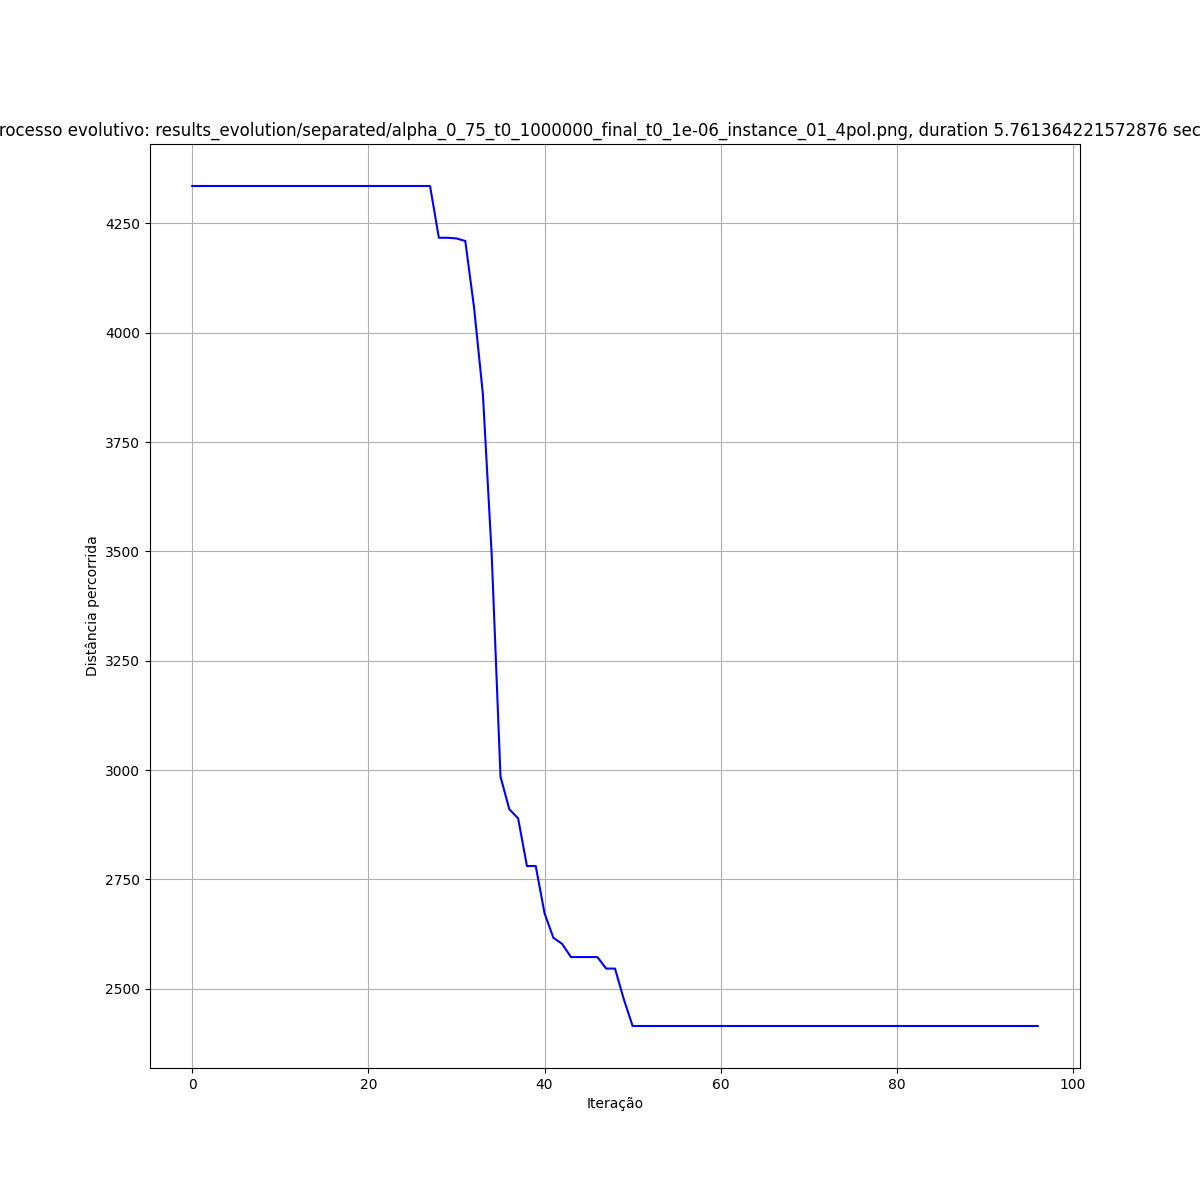 rocesso evolutivo: results_evolution/separated/alpha_0_75_t0_1000000_final_t0_1e-06_instance_01_4pol.png, duration 5.761364221572876 sec
4250
4000
3750
3500
3250
3000
2750
2500
Distância percorrida
0 20 40 60 80 100
Iteração